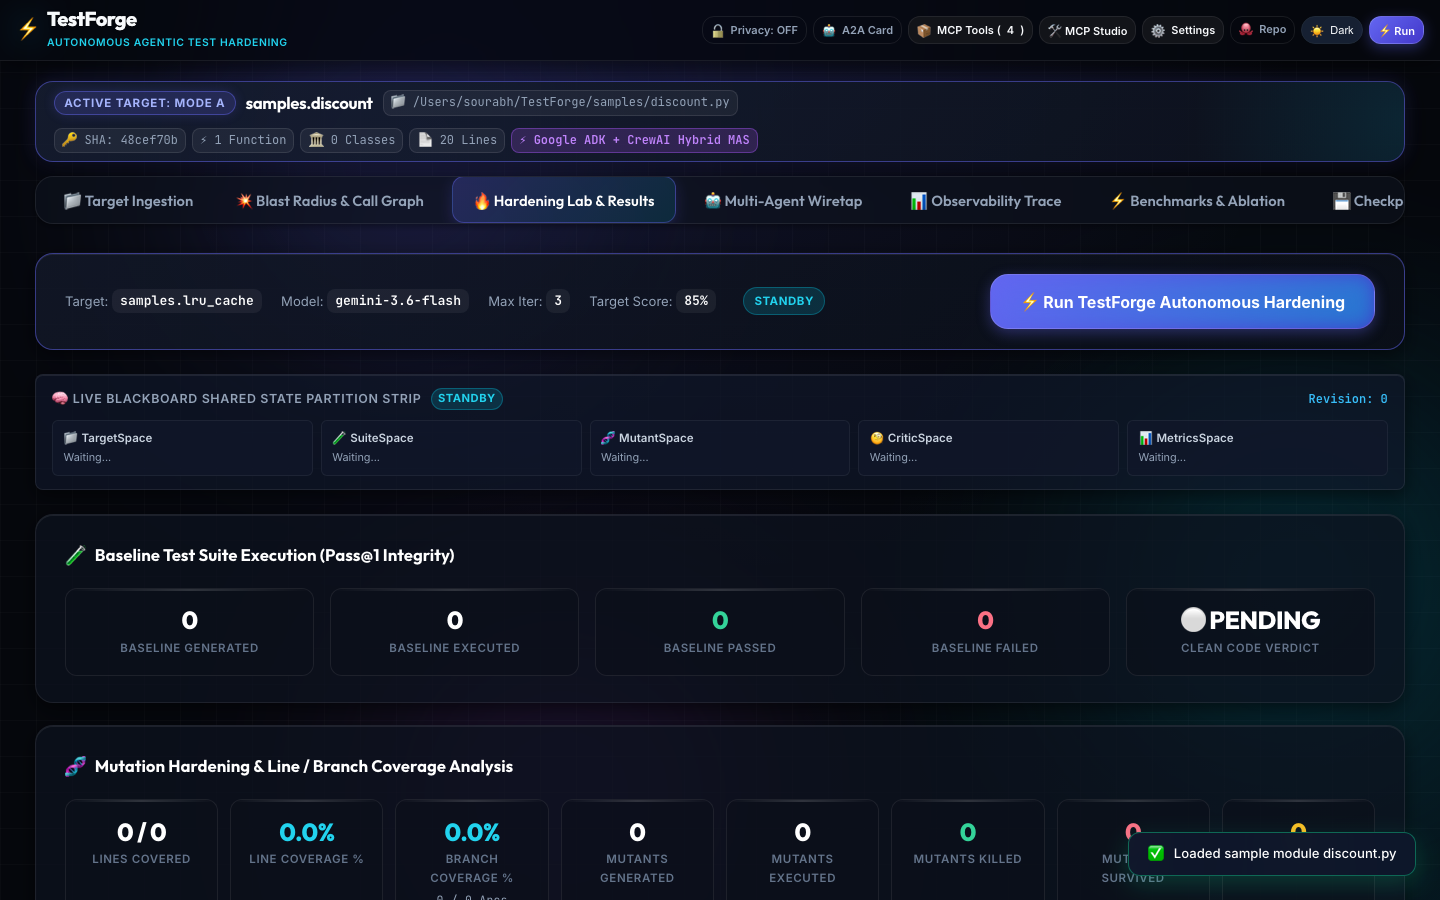 TestForge
AUTONOMOUS AGENTIC TEST HARDENING
Privacy: OFF
A2A Card
MCP Tools ( 4 )
MCP Studio
Settings
Repo
Dark
Run
ACTIVE TARGET: MODE A
samples.discount
/Users/sourabh/TestForge/samples/discount.py
SHA: 48cef70b
1 Function
0 Classes
20 Lines
Google ADK + CrewAI Hybrid MAS
Target Ingestion
Blast Radius & Call Graph
Hardening Lab & Results
Multi-Agent Wiretap
Observability Trace
Benchmarks & Ablation
Checkp
Target: samples.lru_cache
Model: gemini-3.6-flash
Max Iter: 3
Target Score: 85%
STANDBY
Run TestForge Autonomous Hardening
LIVE BLACKBOARD SHARED STATE PARTITION STRIP
STANDBY
Revision: 0
TargetSpace
Waiting...
SuiteSpace
Waiting...
MutantSpace
Waiting...
CriticSpace
Waiting...
MetricsSpace
Waiting...
Baseline Test Suite Execution (Pass@1 Integrity)
0
BASELINE GENERATED
0
BASELINE EXECUTED
0
BASELINE PASSED
0
BASELINE FAILED
PENDING
CLEAN CODE VERDICT
Mutation Hardening & Line / Branch Coverage Analysis
0 / 0
LINES COVERED
0.0%
LINE COVERAGE %
0.0%
BRANCH
COVERAGE %
0
MUTANTS
GENERATED
0
MUTANTS
EXECUTED
0
MUTANTS KILLED
0
SURVIVED
0
Loaded sample module discount.py